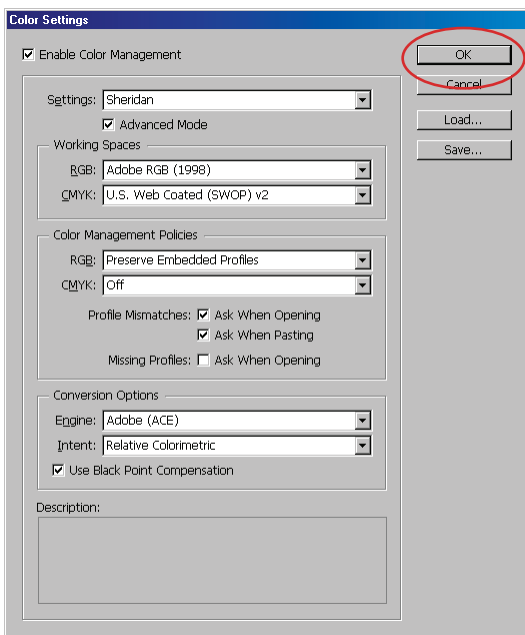 Color Settings
Enable Color Management
OK
Cancel
Settings: Sheridan
Load...
Advanced Mode
Save...
Working Spaces
RGB: Adobe RGB (1998)
CMYK: U.S. Web Coated (SWOP) v2
Color Management Policies
RGB: Preserve Embedded Profiles
CMYK: Off
Profile Mismatches: Ask When Opening
Ask When Pasting
Missing Profiles: Ask When Opening
Conversion Options
Engine: Adobe (ACE)
Intent: Relative Colorimetric
Use Black Point Compensation
Description: